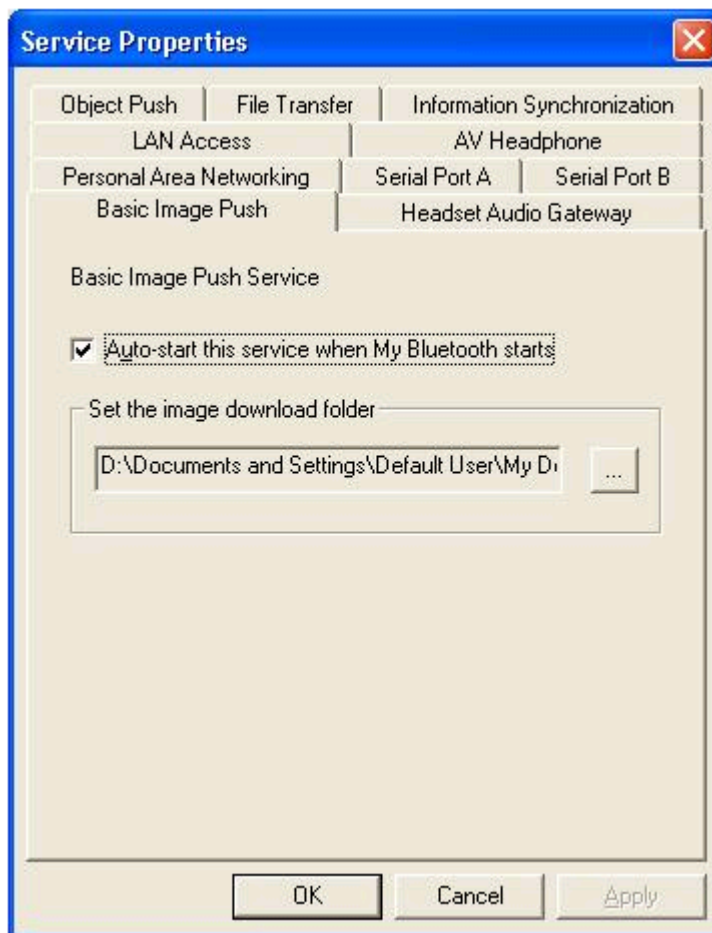 Service Properties
Object Push File Transfer Information Synchronization
LAN Access AV Headphone
Personal Area Networking Serial Port A Serial Port B
Basic Image Push Headset Audio Gateway
Basic Image Push Service
Auto-start this service when My Bluetooth starts
Set the image download folder
D:\Documents and Settings\Default User\My D
...
OK Cancel Apply